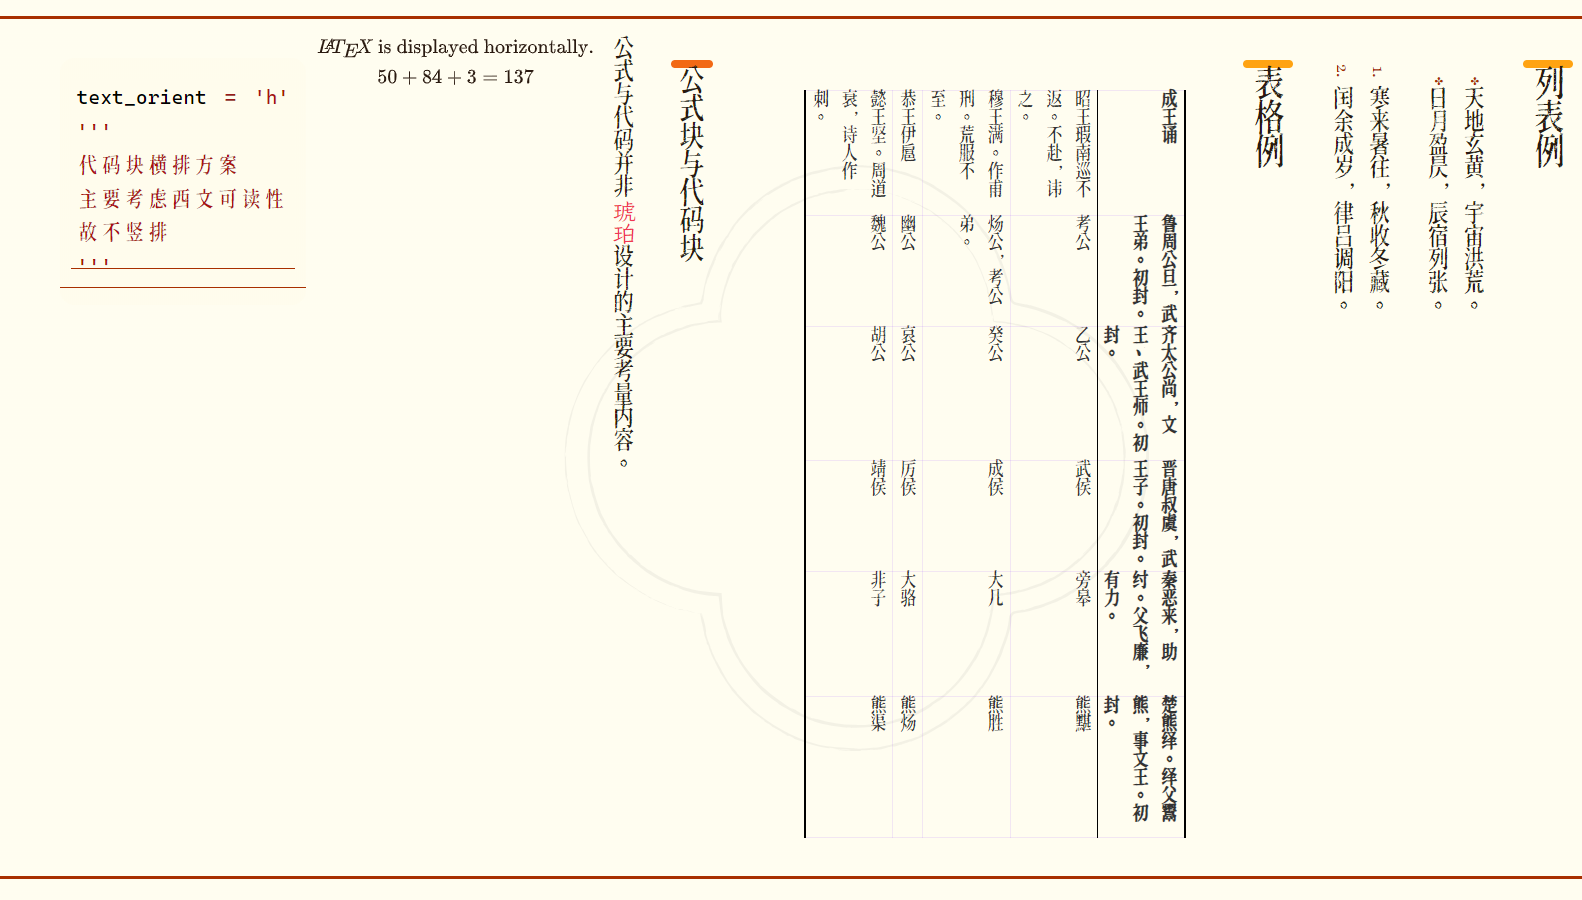 列表例
✤天地玄黄，宇宙洪荒。
✤日月盈昃，辰宿列张。
1. 寒来暑往，秋收冬藏。
2. 闰余成岁，律吕调阳。
表格例
成王诵
鲁周公旦，武
王弟。初封。
齐太公尚，文
王、武王师。初
封。
晋唐叔虞，武
王子。初封。
秦恶来，助
纣。父飞廉，
有力。
楚熊绎。绎父鬻
熊，事文王。初
封。
昭王瑕南巡不
返。不赴，讳
之。
考公
乙公
武侯
旁皋
熊䵣
穆王满。作甫
刑。荒服不
至。
炀公，考公
弟。
癸公
成侯
大几
熊胜
恭王伊扈
幽公
哀公
厉侯
大骆
熊炀
懿王坚。周道
衰，诗人作
刺。
魏公
胡公
靖侯
非子
熊渠
公式块与代码块
公式与代码并非琥珀设计的主要考量内容。
LATEX is displayed horizontally.
50 + 84 + 3 = 137
text_orient = 'h'
'''
代码块横排方案
主要考虑西文可读性
故不竖排
'''